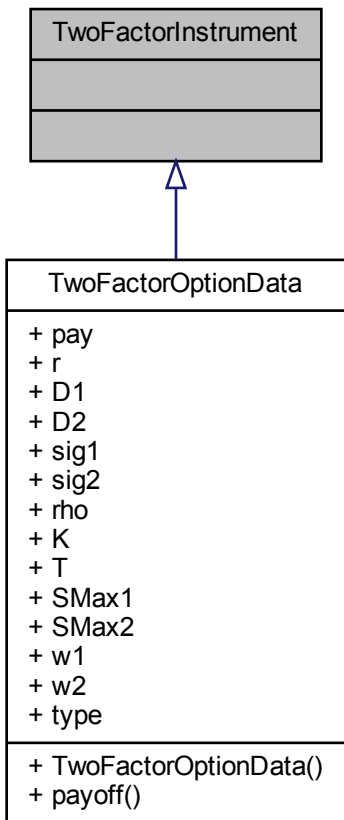 TwoFactorInstrument
TwoFactorOptionData
+ pay
+ r
+ D1
+ D2
+ sig1
+ sig2
+ rho
+ K
+ T
+ SMax1
+ SMax2
+ w1
+ w2
+ type
+ TwoFactorOptionData()
+ payoff()